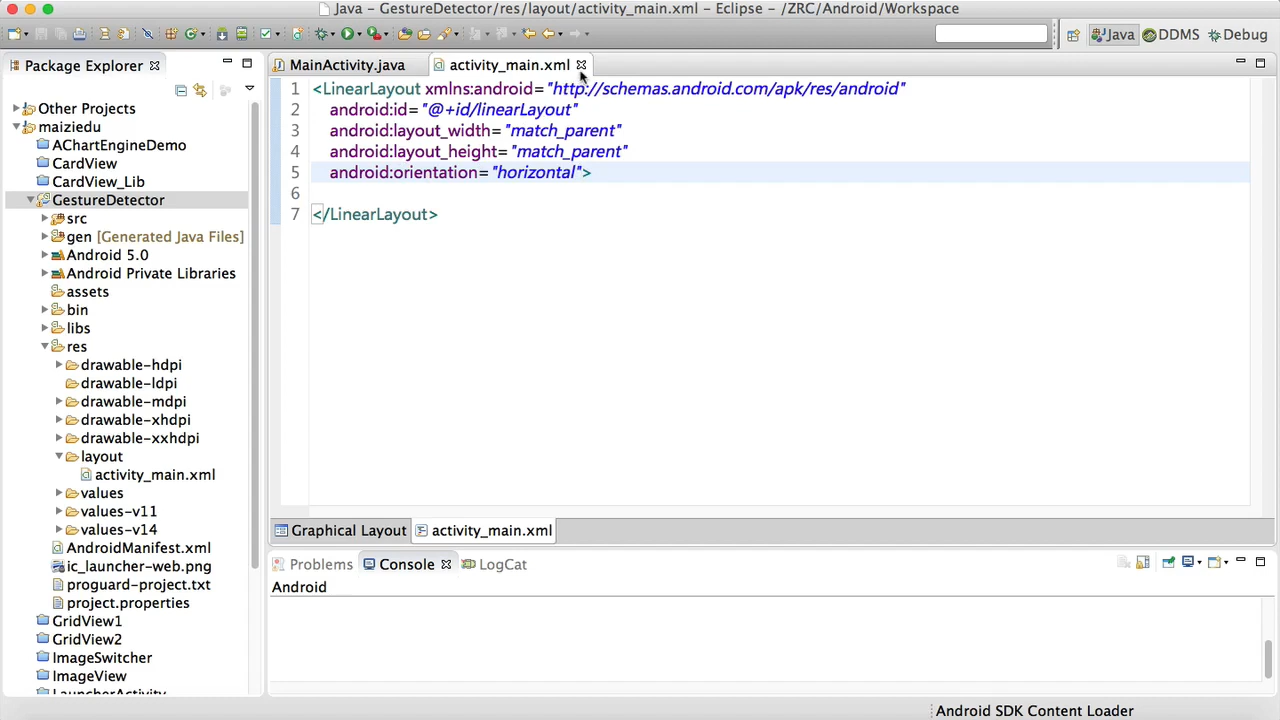 Java – GestureDetector/res/layout/activity_main.xml – Eclipse – /ZRC/Android/Workspace
Java
DDMS
Debug
Package Explorer
MainActivity.java
activity_main.xml
Other Projects
maiziedu
AChartEngineDemo
CardView
CardView_Lib
GestureDetector
src
gen [Generated Java Files]
Android 5.0
Android Private Libraries
assets
bin
libs
res
drawable-hdpi
drawable-ldpi
drawable-mdpi
drawable-xhdpi
drawable-xxhdpi
layout
activity_main.xml
values
values-v11
values-v14
AndroidManifest.xml
ic_launcher-web.png
proguard-project.txt
project.properties
GridView1
GridView2
ImageSwitcher
ImageView
LauncherActivity
1 <LinearLayout xmlns:android="http://schemas.android.com/apk/res/android"
2 android:id="@+id/linearLayout"
3 android:layout_width="match_parent"
4 android:layout_height="match_parent"
5 android:orientation="horizontal">
6
7 </LinearLayout>
Graphical Layout
activity_main.xml
Problems
Console
LogCat
Android
Android SDK Content Loader